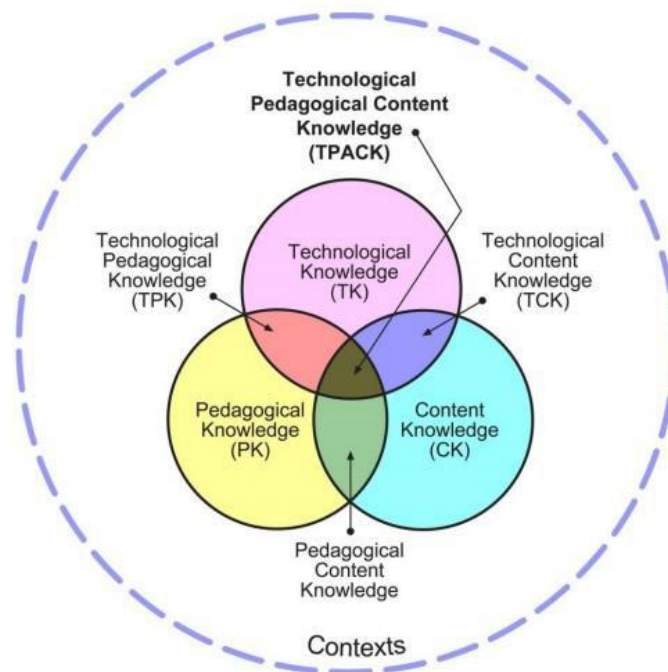 Technological
Pedagogical Content
Knowledge
(TPACK)
Technological
Pedagogical
Knowledge
(TPK)
Technological
Knowledge
(TK)
Technological
Content
Knowledge
(TCK)
Pedagogical
Knowledge
(PK)
Content
Knowledge
(CK)
Pedagogical
Content
Knowledge
Contexts